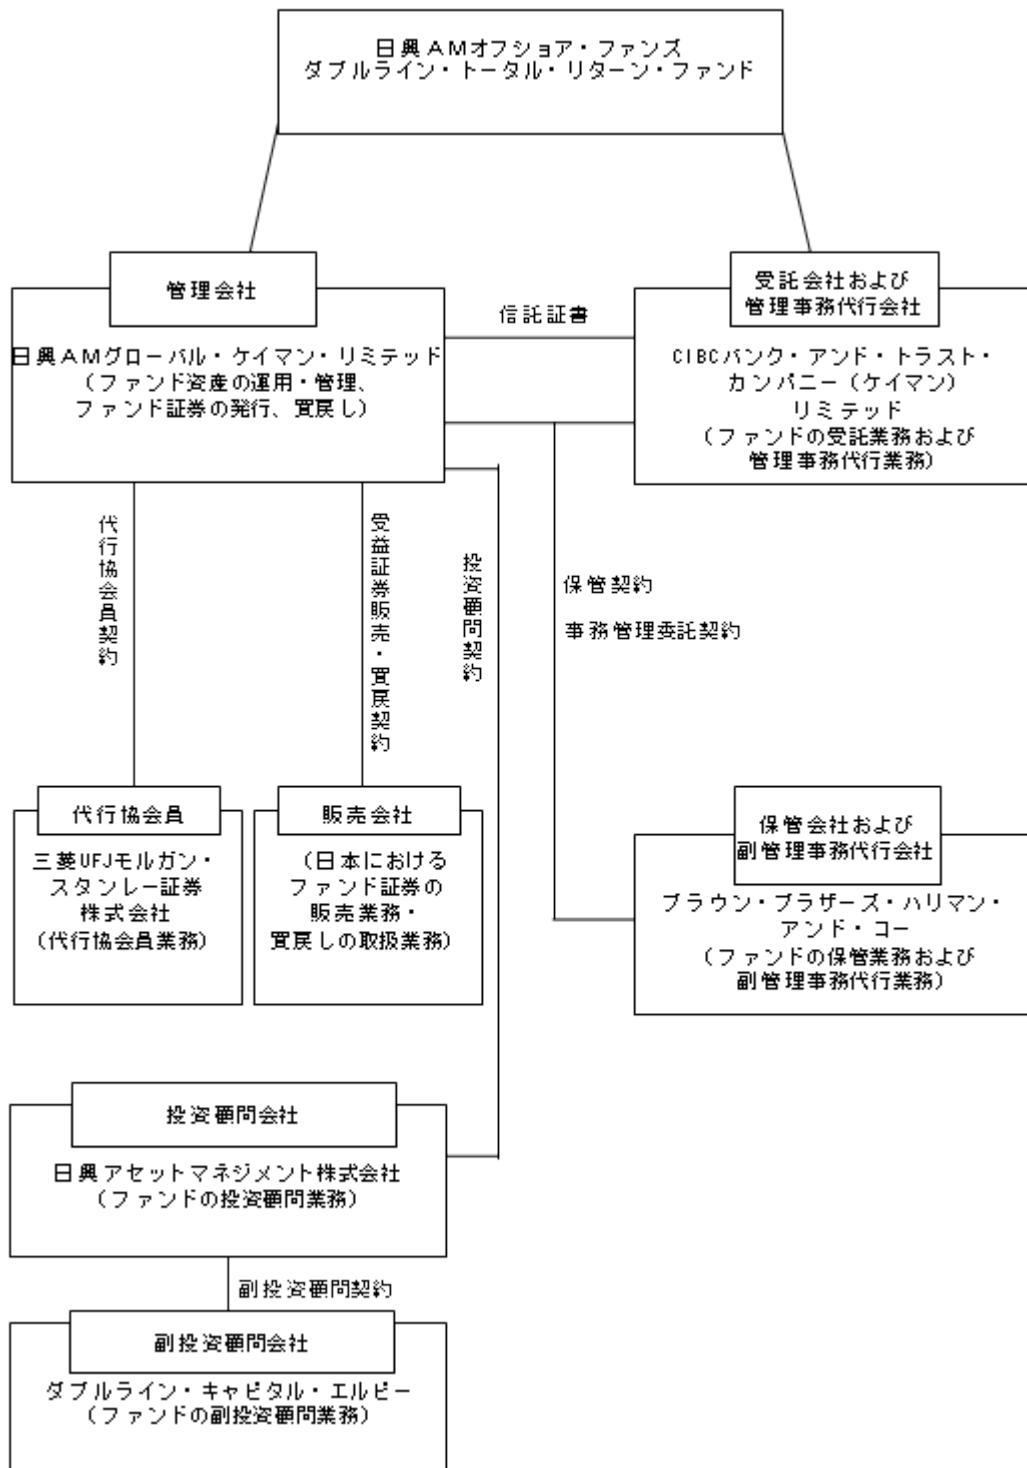 日興AMオフショア・ファンズ
ダブルライン・トータル・リターン・ファンド
管理会社
日興AMグローバル・ケイマン・リミテッド
(ファンド資産の運用・管理、
ファンド証券の発行、買戻し)
信託証書
受託会社および
管理事務代行会社
CIBCバンク・アンド・トラスト・
カンパニー(ケイマン)
リミテッド
(ファンドの受託業務および
管理事務代行業務)
代行協会員契約
受益証券販売・買戻契約
投資顧問契約
保管契約
事務管理委託契約
代行協会員
三菱UFJモルガン・
スタンレー証券
株式会社
(代行協会員業務)
販売会社
(日本における
ファンド証券の
販売業務・
買戻しの取扱業務)
保管会社および
副管理事務代行会社
ブラウン・ブラザーズ・ハリマン・
アンド・コー
(ファンドの保管業務および
副管理事務代行業務)
投資顧問会社
日興アセットマネジメント株式会社
(ファンドの投資顧問業務)
副投資顧問契約
副投資顧問会社
ダブルライン・キャピタル・エルピー
(ファンドの副投資顧問業務)